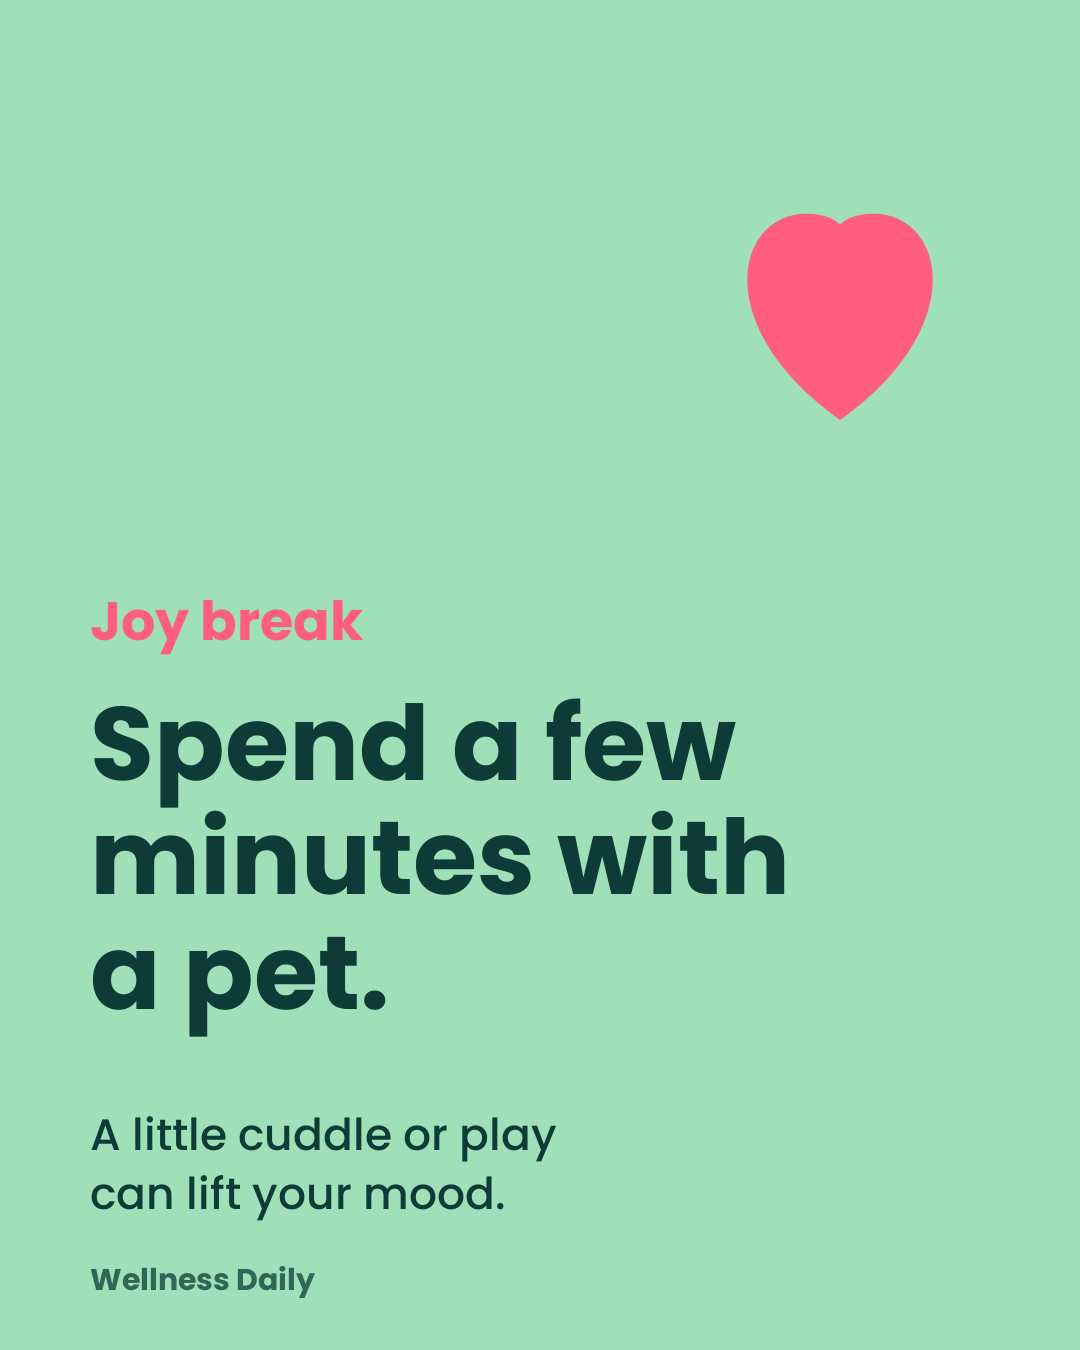 Joy break
Spend a few
minutes with
a pet.
A little cuddle or play
can lift your mood.
Wellness Daily